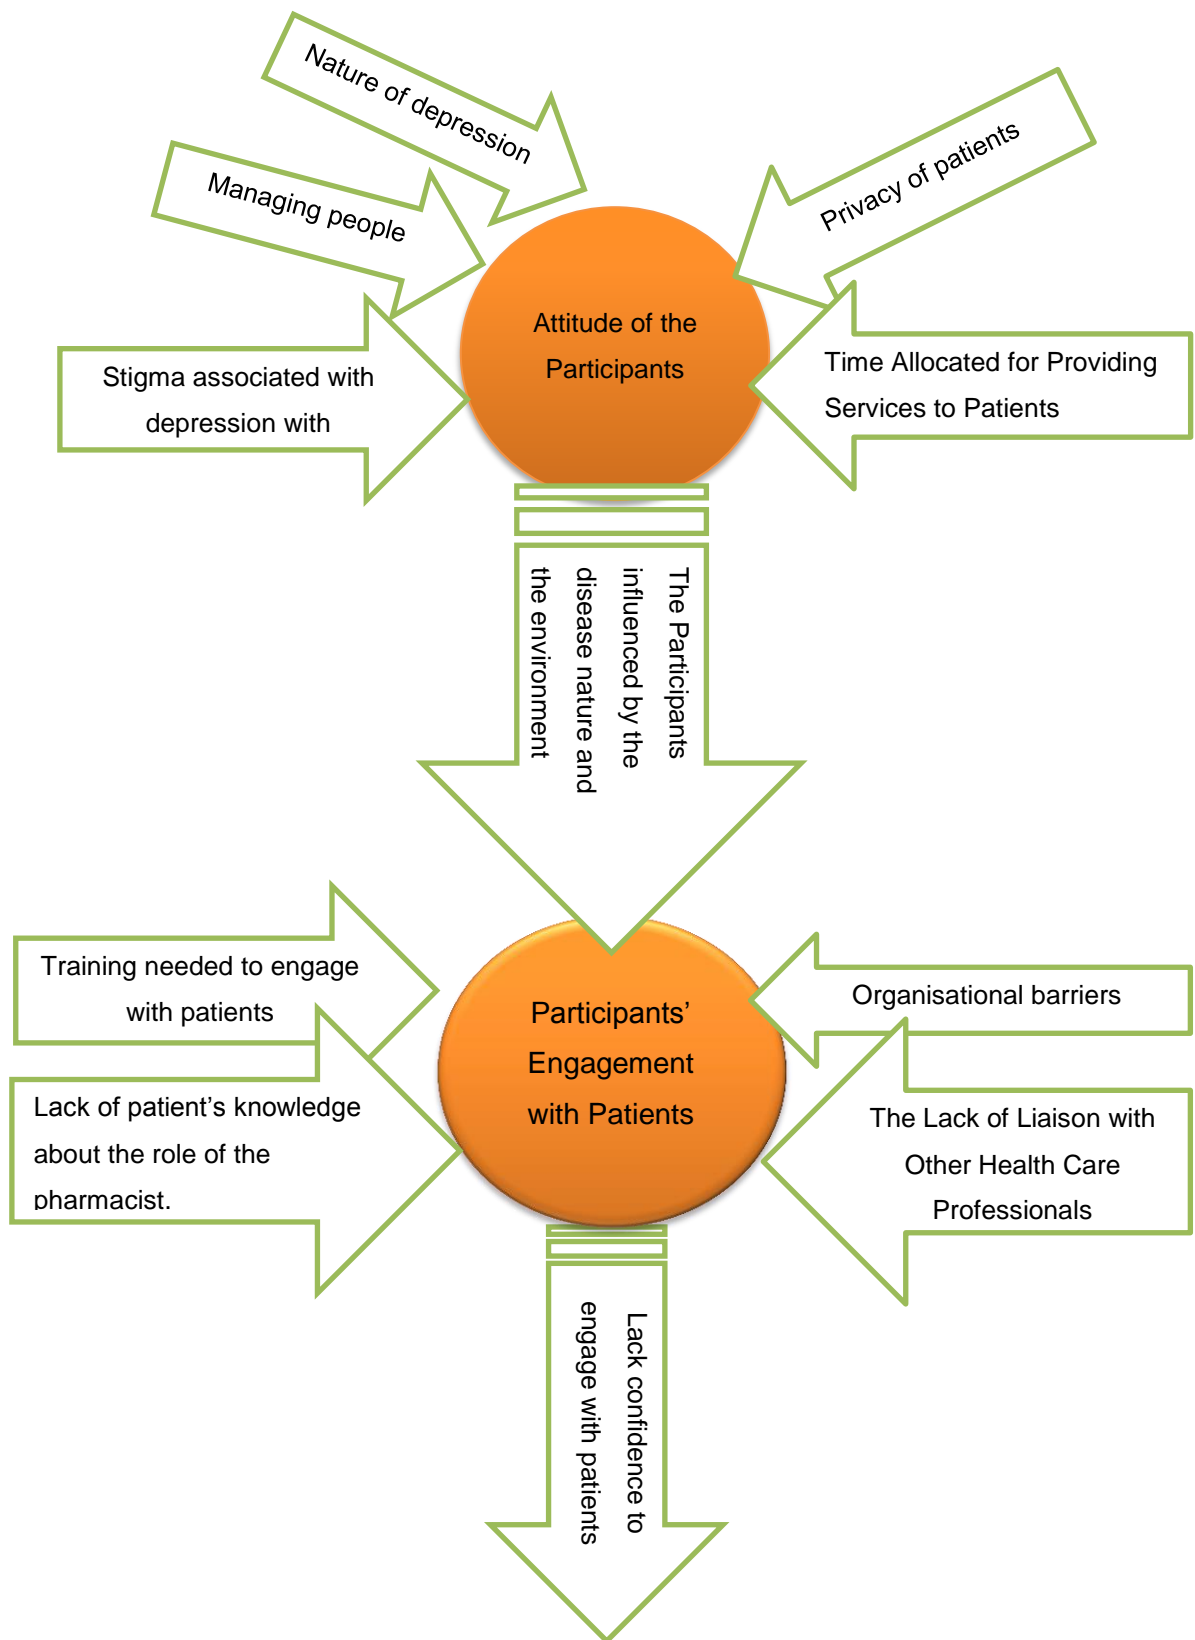 Nature of depression
Managing people
Privacy of patients
Attitude of the
Participants
Stigma associated with
depression with
Time Allocated for Providing
Services to Patients
The Participants
influenced by the
disease nature and
the environment
Training needed to engage
with patients
Participants’
Engagement
with Patients
Organisational barriers
Lack of patient’s knowledge
about the role of the
pharmacist.
The Lack of Liaison with
Other Health Care
Professionals
Lack confidence to
engage with patients